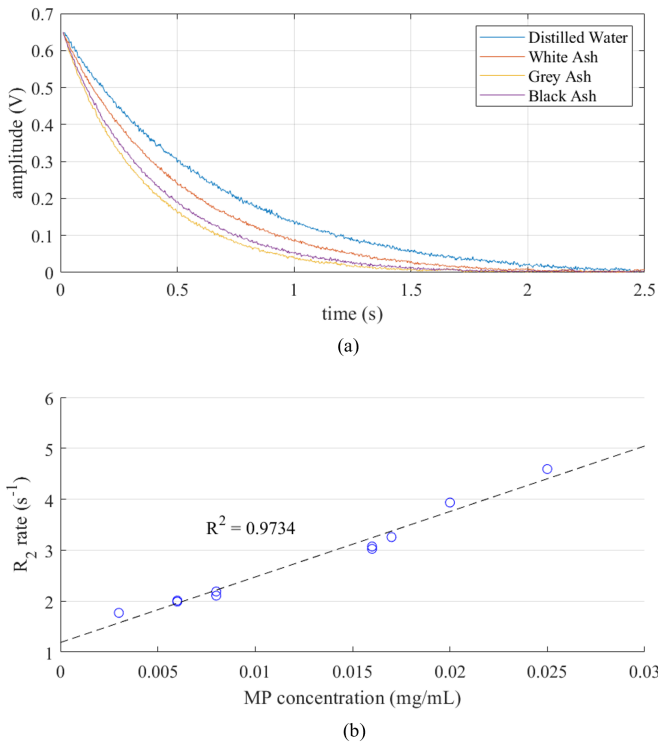 0.7
0.6
0.5
0.4
0.3
0.2
0.1
0
amplitude (V)
Distilled Water
White Ash
Grey Ash
Black Ash
0 0.5 1 1.5 2 2.5
time (s)
(a)
6
5
4
3
2
1
R2 rate (s-1)
R2 = 0.9734
0 0.005 0.01 0.015 0.02 0.025 0.03
MP concentration (mg/mL)
(b)